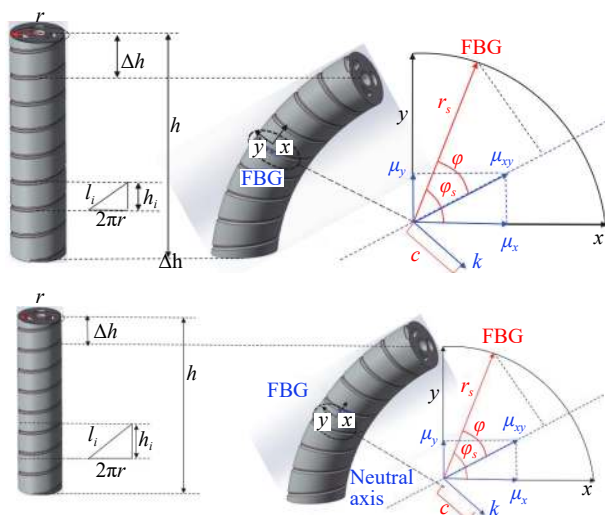 r
Δh
h
l_i
h_i
2πr
Δh
y
x
FBG
FBG
r_s
y
μ_y
φ
μ_xy
φ_s
x
μ_x
c
k
r
Δh
h
l_i
h_i
2πr
FBG
y
x
Neutral
axis
FBG
r_s
y
μ_y
φ
μ_xy
φ_s
x
μ_x
c
k